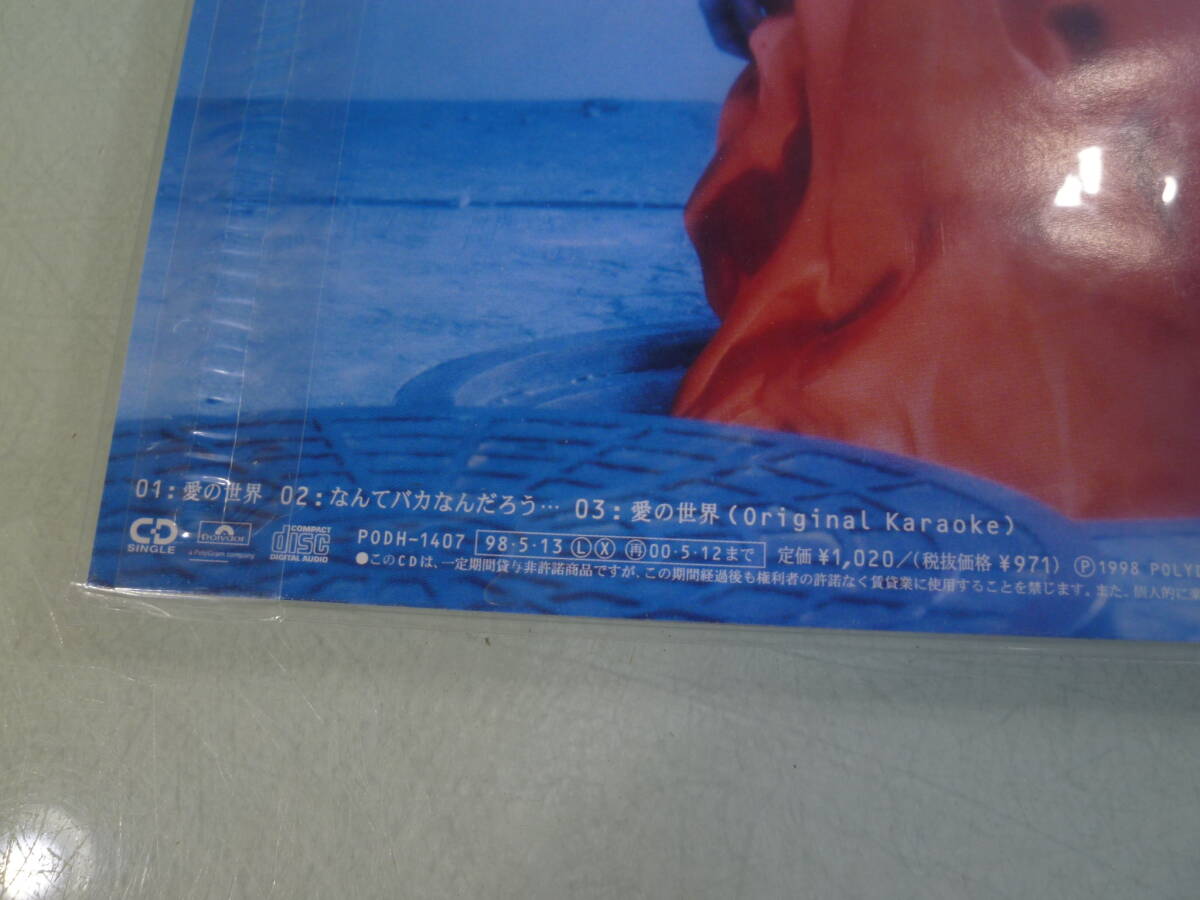 01:愛の世界 02:なんてバカなんだろう… 03:愛の世界(Original Karaoke)
CD SINGLE Polydor a PolyGram company COMPACT disc DIGITAL AUDIO PODH-1407 98·5·13 Ⓛ Ⓧ 再 00·5·12まで 定価 ¥1,020/(税抜価格 ¥971) Ⓟ1998 POLYD
●このCDは、一定期間貸与非許諾商品ですが、この期間経過後も権利者の許諾なく賃貸業に使用することを禁じます。また、個人的に